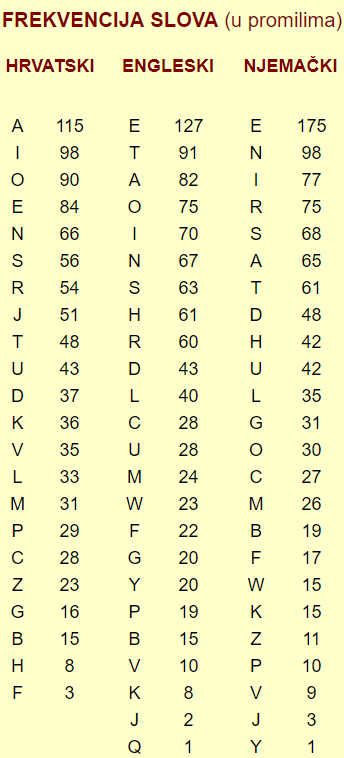 FREKVENCIJA SLOVA (u promilima)
HRVATSKI ENGLESKI NJEMAČKI
A 115 E 127 E 175
I 98 T 91 N 98
O 90 A 82 I 77
E 84 O 75 R 75
N 66 I 70 S 68
S 56 N 67 A 65
R 54 S 63 T 61
J 51 H 61 D 48
T 48 R 60 H 42
U 43 D 43 U 42
D 37 L 40 L 35
K 36 C 28 G 31
V 35 U 28 O 30
L 33 M 24 C 27
M 31 W 23 M 26
P 29 F 22 B 19
C 28 G 20 F 17
Z 23 Y 20 W 15
G 16 P 19 K 15
B 15 B 15 Z 11
H 8 V 10 P 10
F 3 K 8 V 9
J 2 J 3
Q 1 Y 1